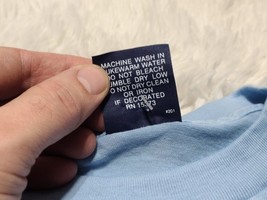 MACHINE WASH IN
LUKEWARM WATER
DO NOT BLEACH
TUMBLE DRY LOW
DO NOT DRY CLEAN
OR IRON
IF DECORATED
RN 15873